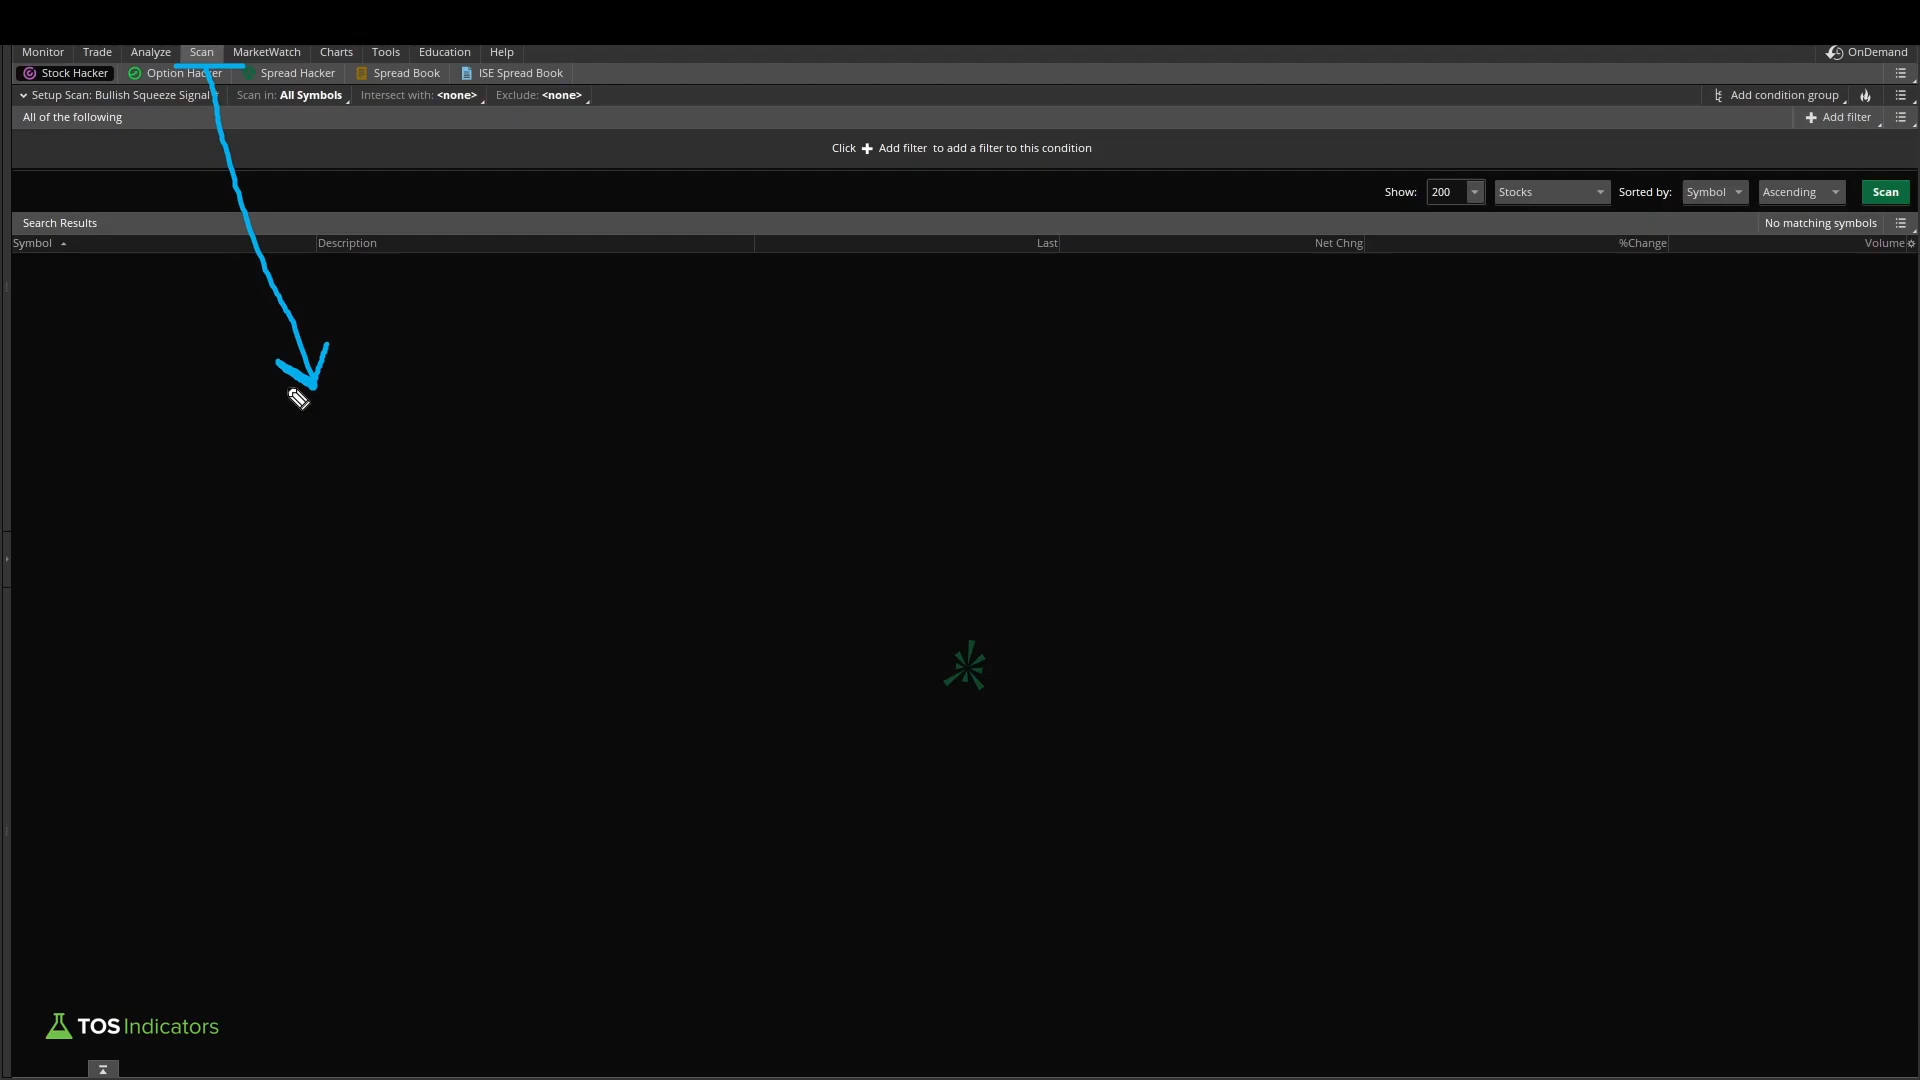 Monitor Trade Analyze Scan MarketWatch Charts Tools Education Help OnDemand
Stock Hacker Option Hacker Spread Hacker Spread Book ISE Spread Book
Setup Scan: Bullish Squeeze Signal Scan in: All Symbols Intersect with: <none> Exclude: <none> Add condition group
All of the following Add filter
Click Add filter to add a filter to this condition
Show: 200 Stocks Sorted by: Symbol Ascending Scan
Search Results No matching symbols
Symbol Description Last Net Chng %Change Volume
TOS Indicators